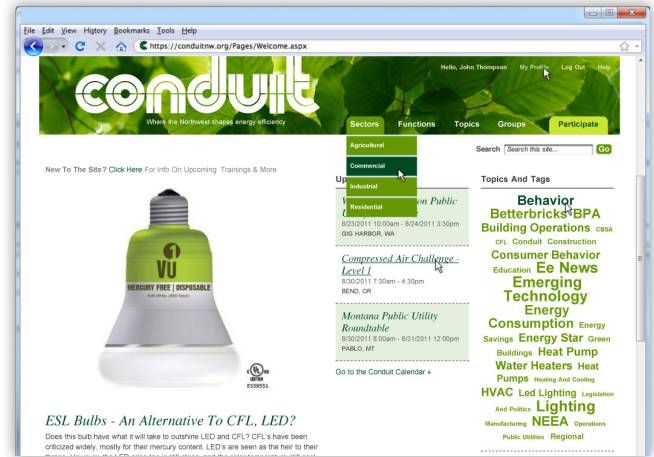 File Edit View History Bookmarks Tools Help
https://conduitnw.org/Pages/Welcome.aspx
Hello, John Thompson My Profile Log Out Help
conduit
Where the Northwest shapes energy efficiency
Sectors Functions Topics Groups Participate
Agricultural
Commercial
Industrial
Residential
Search Search this site... Go
New To The Site? Click Here For Info On Upcoming Trainings & More
Up
on Public
8/23/2011 10:00am - 8/24/2011 3:30pm
GIG HARBOR, WA
Compressed Air Challenge -
Level 1
8/30/2011 7:30am - 4:30pm
BEND, OR
Montana Public Utility
Roundtable
8/30/2011 8:00am - 8/31/2011 12:00pm
PABLO, MT
Go to the Conduit Calendar »
Topics And Tags
Behavior
Betterbricks BPA
Building Operations CBSA
CFL Conduit Construction
Consumer Behavior
Education Ee News
Emerging
Technology
Energy
Consumption Energy
Savings Energy Star Green
Buildings Heat Pump
Water Heaters Heat
Pumps Heating And Cooling
HVAC Led Lighting Legislation
And Politics Lighting
Manufacturing NEEA Operations
Public Utilities Regional
VU
1
MERCURY FREE | DISPOSABLE
UL
LISTED
E339551
ESL Bulbs - An Alternative To CFL, LED?
Does this bulb have what it will take to outshine LED and CFL? CFL's have been
criticized widely, mostly for their mercury content. LED's are seen as the heir to their